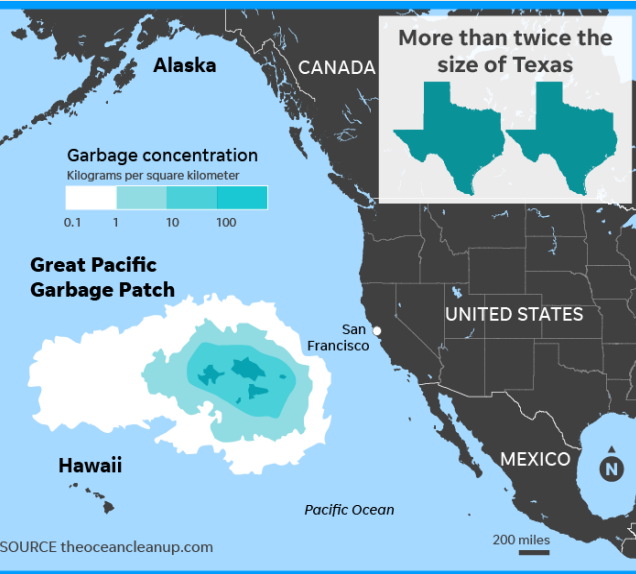 More than twice the
size of Texas
Alaska
CANADA
Garbage concentration
Kilograms per square kilometer
0.1 1 10 100
Great Pacific
Garbage Patch
UNITED STATES
San
Francisco
Hawaii
MEXICO
N
Pacific Ocean
200 miles
SOURCE theoceancleanup.com